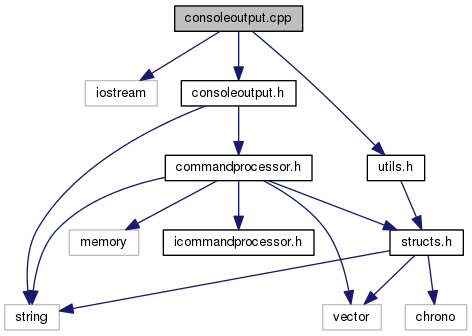 consoleoutput.cpp
iostream
consoleoutput.h
commandprocessor.h
utils.h
memory
icommandprocessor.h
structs.h
string
vector
chrono